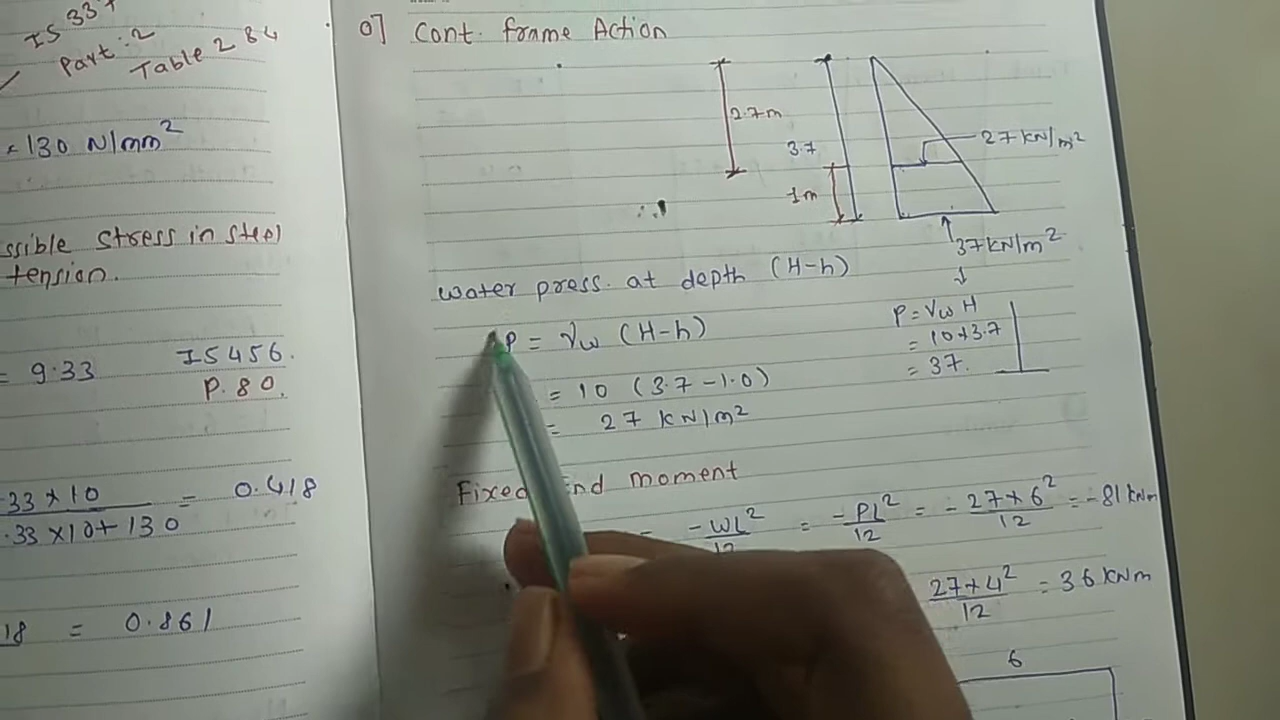 IS 337
Part: 2
Table 2 & 4
130 N/mm²
ssible stress in steel
tension.
= 9.33
IS 456.
P. 80.
.33 × 10
.33 × 10 + 130
= 0.418
18 = 0.861
0] Cont. frame Action
2.7m
3.7
1m
27 kN/m²
37 kN/m²
P = γw H
= 10 × 3.7
= 37.
water press. at depth (H-h)
P = γw (H-h)
= 10 (3.7 - 1.0)
= 27 kN/m²
Fixed End moment
= -WL²/12 = -PL²/12 = - 27 × 6²/12 = -81 kNm
27 × 4²/12 = 36 kNm
6